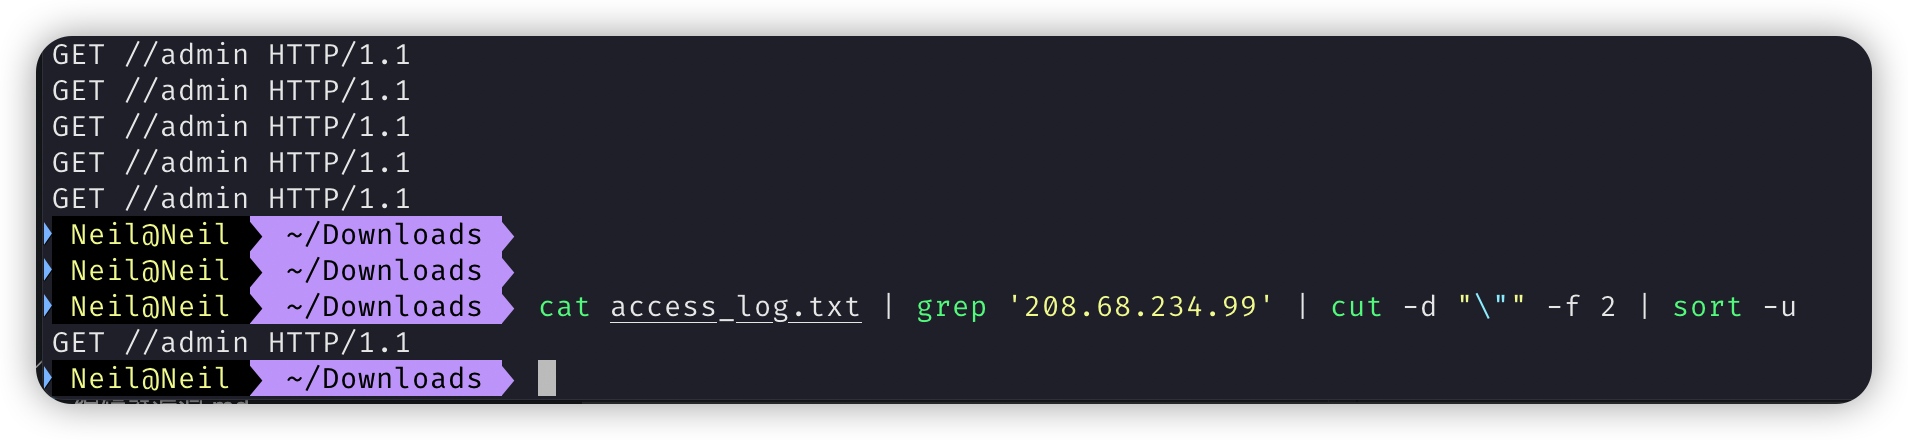 GET //admin HTTP/1.1
GET //admin HTTP/1.1
GET //admin HTTP/1.1
GET //admin HTTP/1.1
GET //admin HTTP/1.1
Neil@Neil ~/Downloads
Neil@Neil ~/Downloads
Neil@Neil ~/Downloads cat access_log.txt | grep '208.68.234.99' | cut -d "\"" -f 2 | sort -u
GET //admin HTTP/1.1
Neil@Neil ~/Downloads